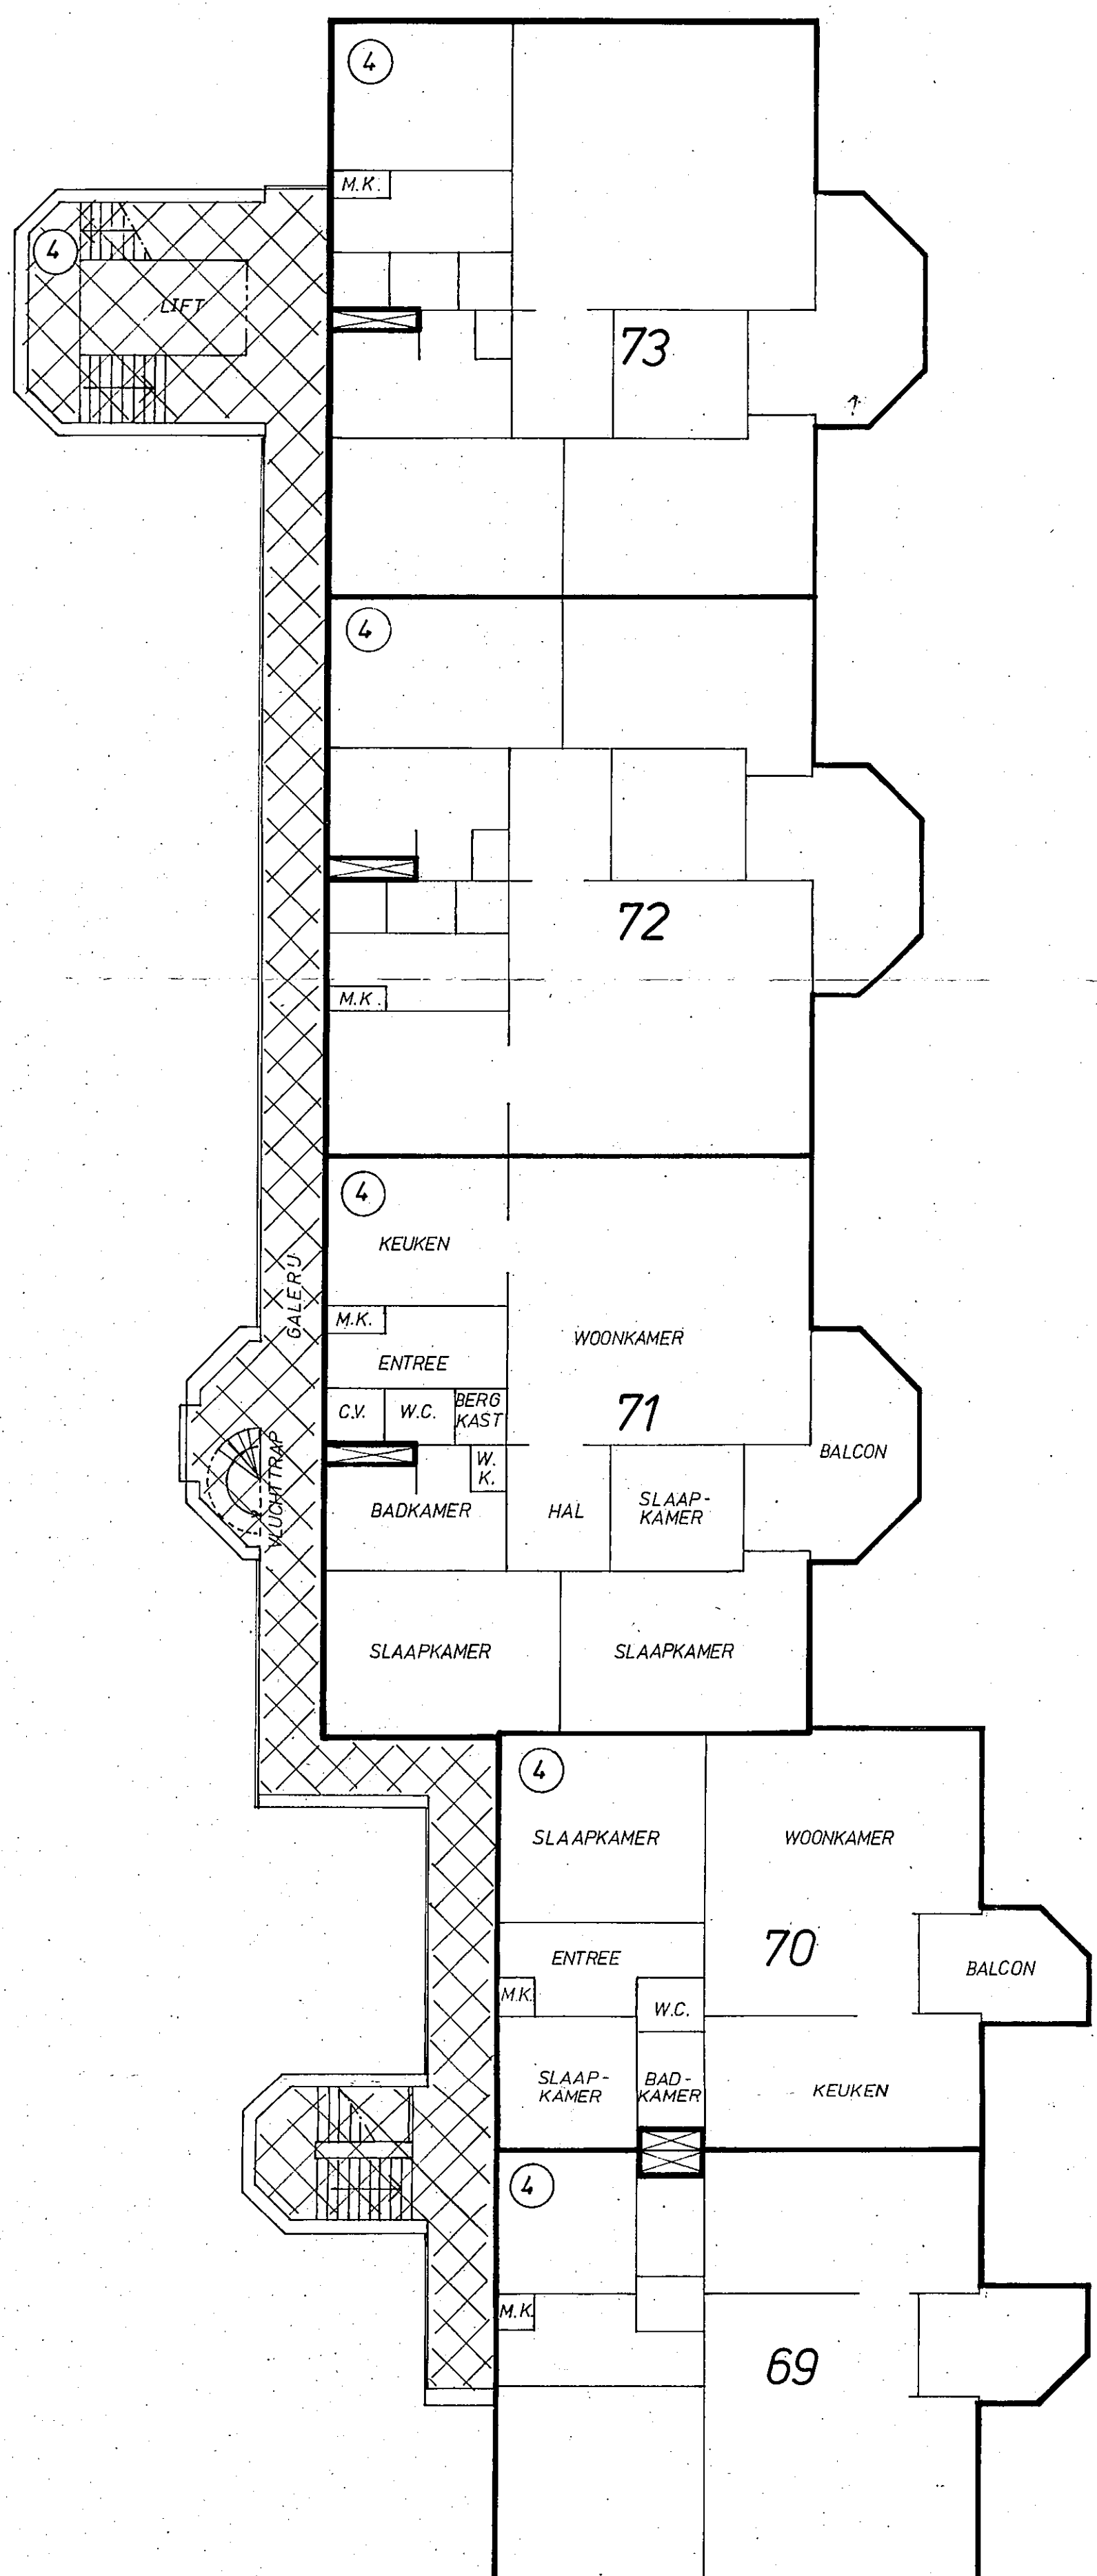 4
M.K.
4
LIFT
73
4
72
M.K.
4
KEUKEN
GALERIJ
M.K.
WOONKAMER
ENTREE
C.V.
W.C.
BERG
KAST
71
VLUCHTTRAP
W.
K.
BALCON
BADKAMER
HAL
SLAAP-
KAMER
SLAAPKAMER
SLAAPKAMER
4
SLAAPKAMER
WOONKAMER
70
ENTREE
BALCON
M.K.
W.C.
SLAAP-
KAMER
BAD-
KAMER
KEUKEN
4
M.K.
69